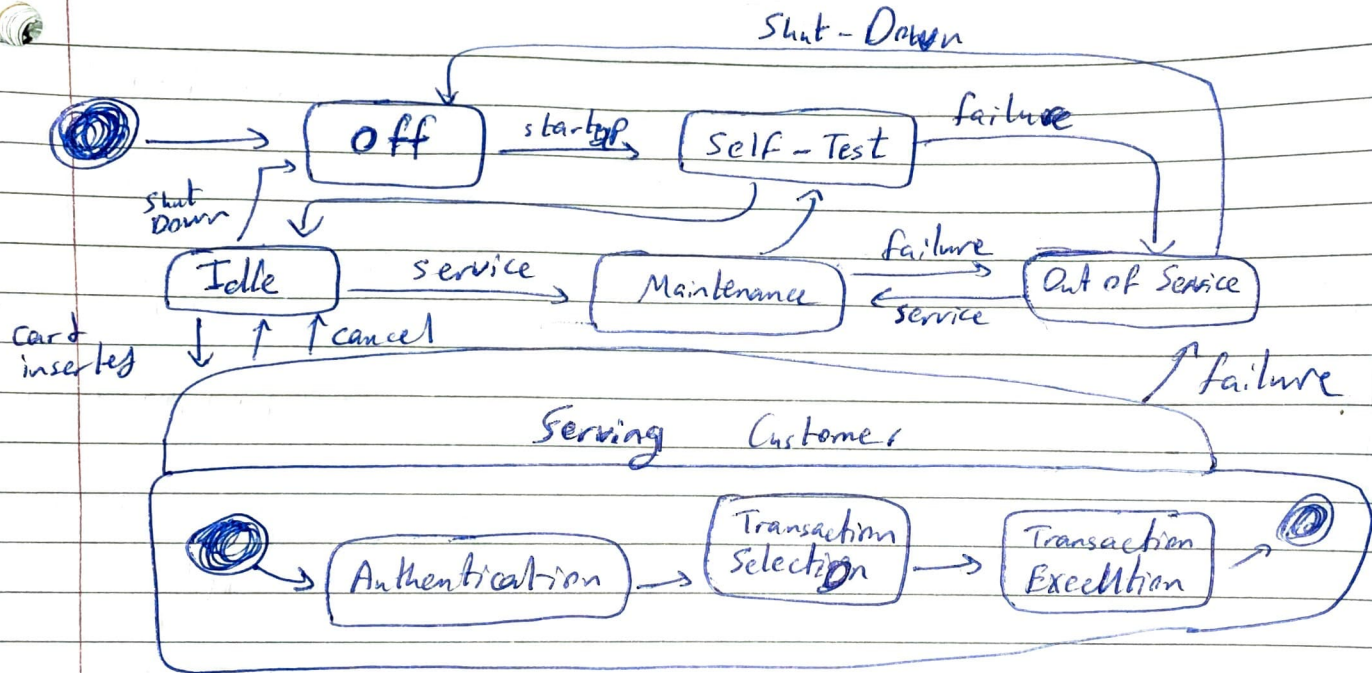 Shut-Down
Off
startup
Self-Test
failure
Shut
Down
Idle
service
Maintenance
failure
service
Out of Service
card
inserted
cancel
failure
Serving Customer
Authentication
Transaction
Selection
Transaction
Execution